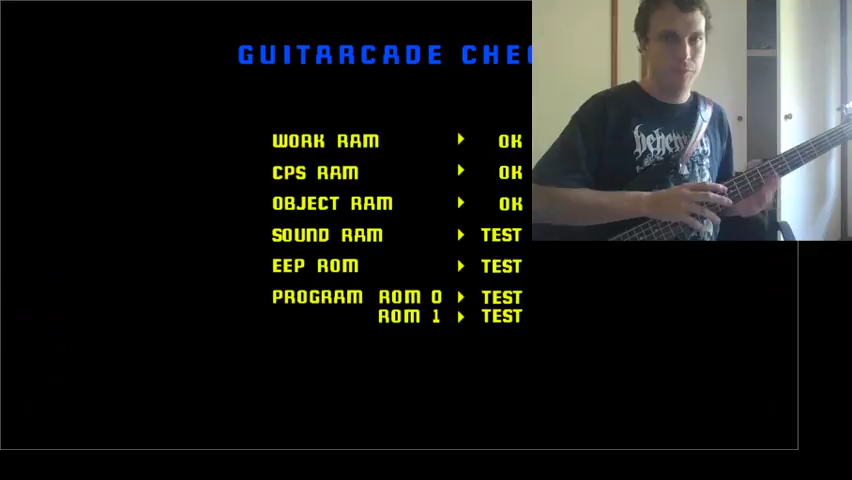 GUITARCADE CHEC
WORK RAM OK
CPS RAM OK
OBJECT RAM OK
SOUND RAM TEST
EEP ROM TEST
PROGRAM ROM 0 TEST
ROM 1 TEST
behemoth